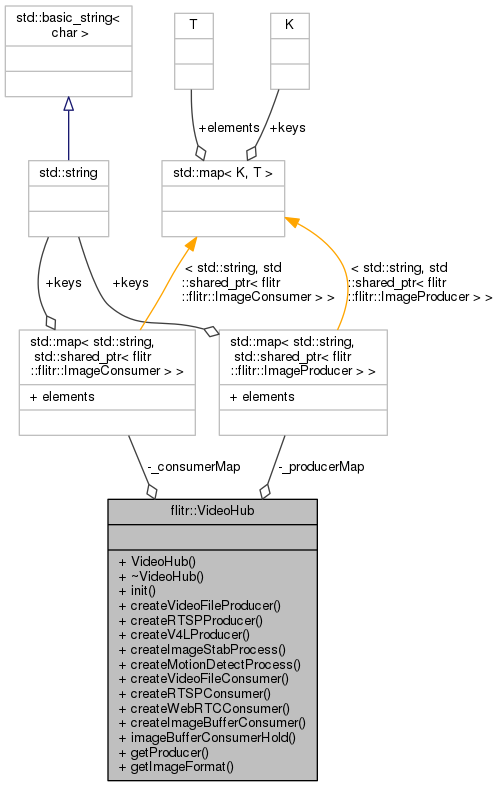 std::basic_string<
char >
T
K
+elements
+keys
std::string
std::map< K, T >
+keys
+keys
< std::string, std
::shared_ptr< flitr
::flitr::ImageConsumer > >
< std::string, std
::shared_ptr< flitr
::flitr::ImageProducer > >
std::map< std::string,
std::shared_ptr< flitr
::flitr::ImageConsumer > >
+ elements
std::map< std::string,
std::shared_ptr< flitr
::flitr::ImageProducer > >
+ elements
-_consumerMap
-_producerMap
flitr::VideoHub
+ VideoHub()
+ ~VideoHub()
+ init()
+ createVideoFileProducer()
+ createRTSPProducer()
+ createV4LProducer()
+ createImageStabProcess()
+ createMotionDetectProcess()
+ createVideoFileConsumer()
+ createRTSPConsumer()
+ createWebRTCConsumer()
+ createImageBufferConsumer()
+ imageBufferConsumerHold()
+ getProducer()
+ getImageFormat()